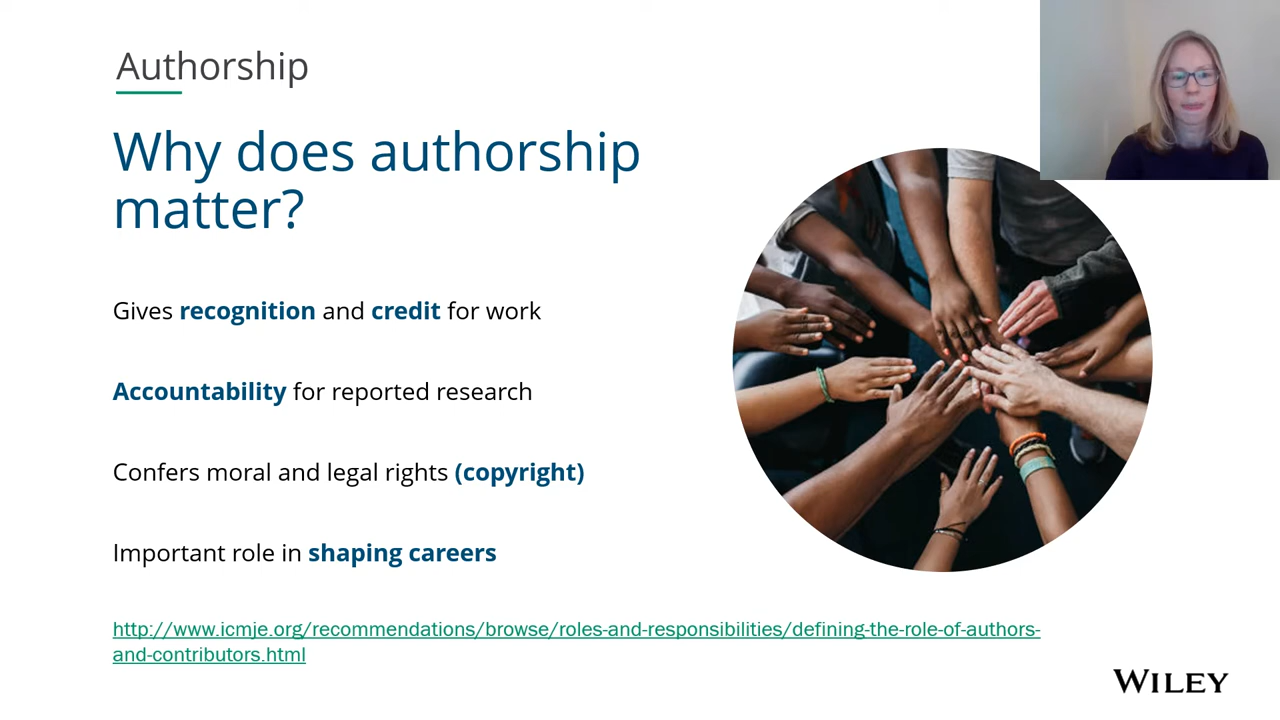 Authorship
Why does authorship
matter?
Gives recognition and credit for work
Accountability for reported research
Confers moral and legal rights (copyright)
Important role in shaping careers
http://www.icmje.org/recommendations/browse/roles-and-responsibilities/defining-the-role-of-authors-
and-contributors.html
WILEY